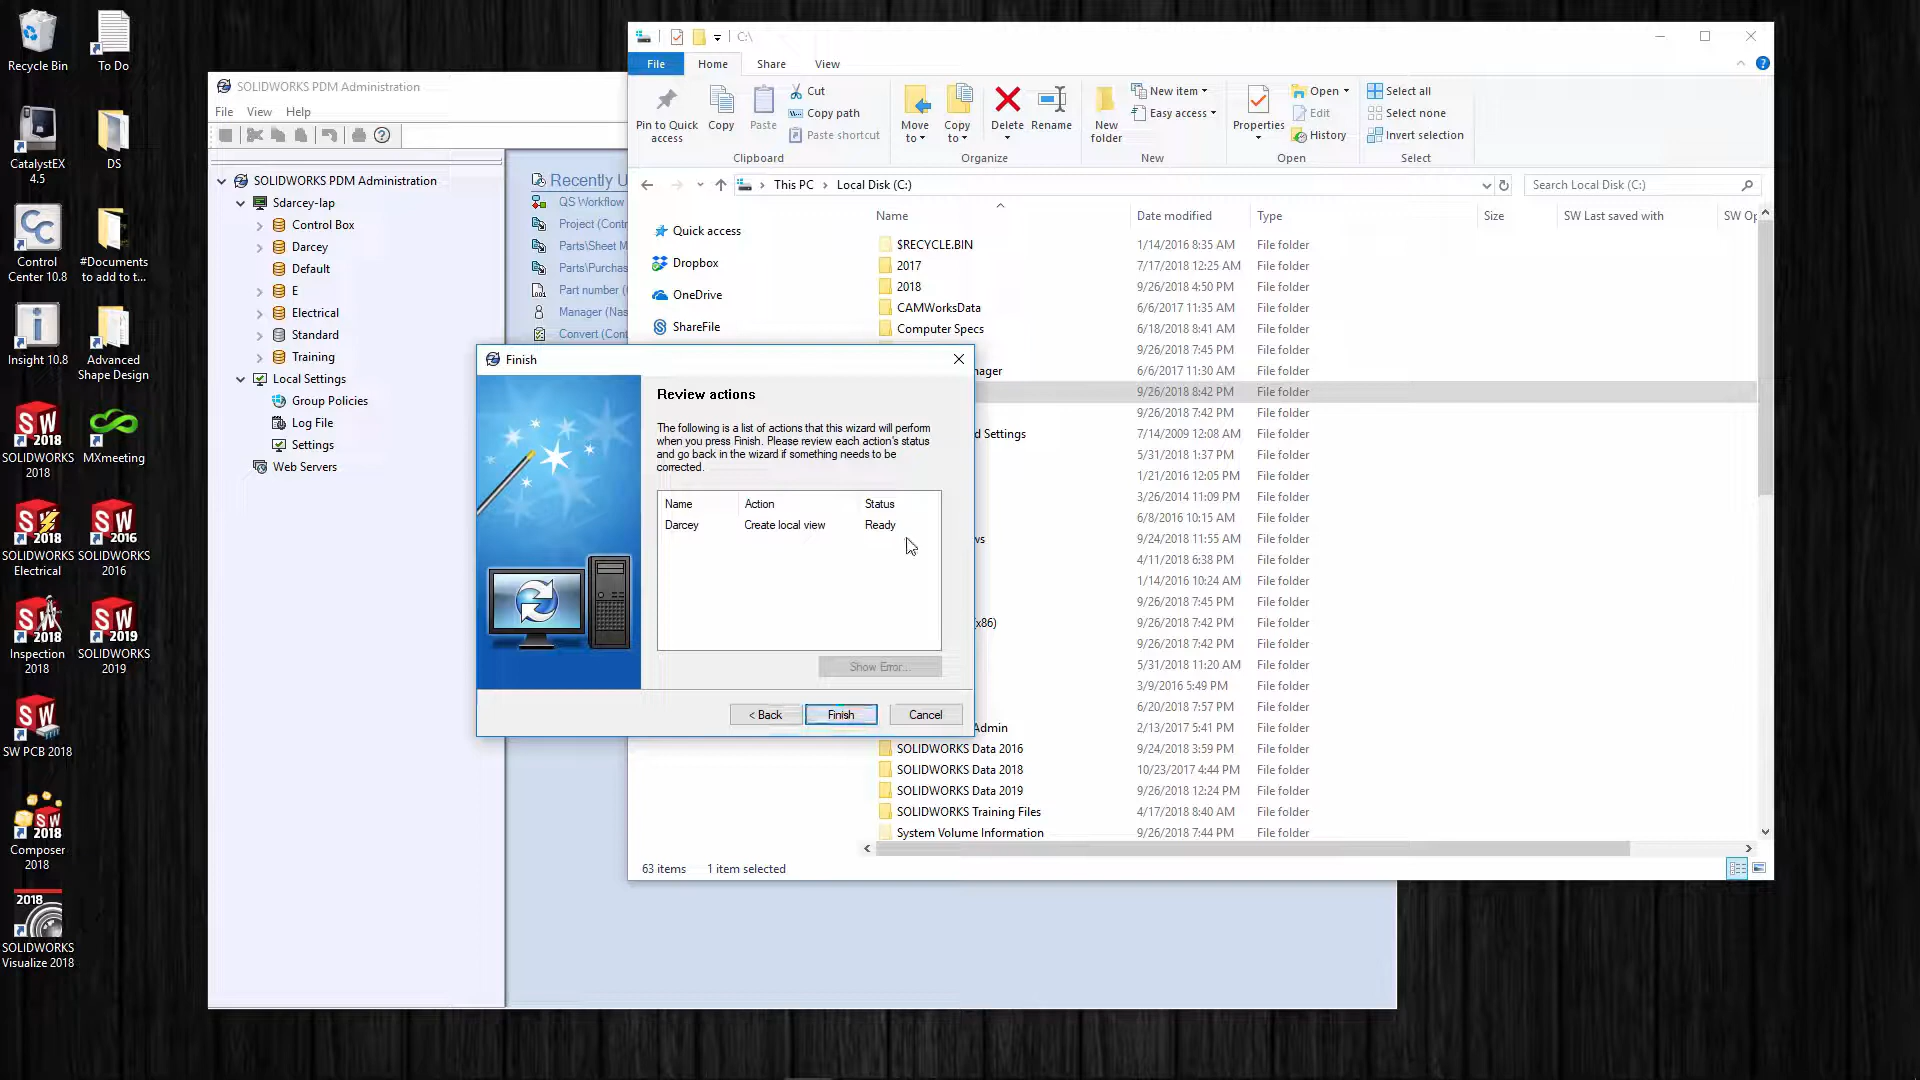 Recycle Bin
To Do
CatalystEX
4.5
DS
Control
Center 10.8
#Documents
to add to t...
Insight 10.8
Advanced
Shape Design
SOLIDWORKS
2018
MXmeeting
SOLIDWORKS
Electrical
SOLIDWORKS
2016
Inspection
2018
SOLIDWORKS
2019
SW PCB 2018
Composer
2018
SOLIDWORKS
Visualize 2018
SOLIDWORKS PDM Administration
File View Help
SOLIDWORKS PDM Administration
Sdarcey-lap
Control Box
Darcey
Default
E
Electrical
Standard
Training
Local Settings
Group Policies
Log File
Settings
Web Servers
Recently U
QS Workflow
Project (Contr
Parts\Sheet M
Parts\Purchas
Part number (
Manager (Nas
Convert (Cont
C:\
File Home Share View
Pin to Quick
access
Copy
Paste
Cut
Copy path
Paste shortcut
Clipboard
Move
to
Copy
to
Delete
Rename
Organize
New
folder
New item
Easy access
New
Properties
Open
Edit
History
Open
Select all
Select none
Invert selection
Select
This PC Local Disk (C:)
Search Local Disk (C:)
Quick access
Dropbox
OneDrive
ShareFile
Name Date modified Type Size SW Last saved with SW Op
$RECYCLE.BIN 1/14/2016 8:35 AM File folder
2017 7/17/2018 12:25 AM File folder
2018 9/26/2018 4:50 PM File folder
CAMWorksData 6/6/2017 11:35 AM File folder
Computer Specs 6/18/2018 8:41 AM File folder
9/26/2018 7:45 PM File folder
ager 6/6/2017 11:30 AM File folder
9/26/2018 8:42 PM File folder
9/26/2018 7:42 PM File folder
d Settings 7/14/2009 12:08 AM File folder
5/31/2018 1:37 PM File folder
1/21/2016 12:05 PM File folder
3/26/2014 11:09 PM File folder
6/8/2016 10:15 AM File folder
ws 9/24/2018 11:55 AM File folder
4/11/2018 6:38 PM File folder
1/14/2016 10:24 AM File folder
9/26/2018 7:45 PM File folder
(x86) 9/26/2018 7:42 PM File folder
9/26/2018 7:42 PM File folder
5/31/2018 11:20 AM File folder
3/9/2016 5:49 PM File folder
6/20/2018 7:57 PM File folder
Admin 2/13/2017 5:41 PM File folder
SOLIDWORKS Data 2016 9/24/2018 3:59 PM File folder
SOLIDWORKS Data 2018 10/23/2017 4:44 PM File folder
SOLIDWORKS Data 2019 9/26/2018 12:24 PM File folder
SOLIDWORKS Training Files 4/17/2018 8:40 AM File folder
System Volume Information 9/26/2018 7:44 PM File folder
63 items 1 item selected
Finish
Review actions
The following is a list of actions that this wizard will perform
when you press Finish. Please review each action's status
and go back in the wizard if something needs to be
corrected.
Name Action Status
Darcey Create local view Ready
Show Error...
< Back Finish Cancel